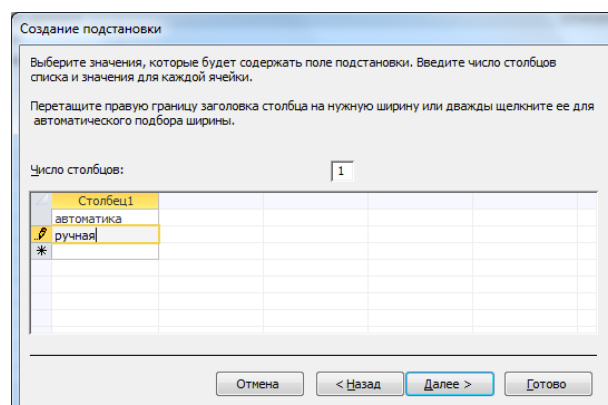 Создание подстановки
Выберите значения, которые будет содержать поле подстановки. Введите число столбцов
списка и значения для каждой ячейки.
Перетащите правую границу заголовка столбца на нужную ширину или дважды щелкните ее для
автоматического подбора ширины.
Число столбцов: 1
Столбец1
автоматика
ручная
Отмена < Назад Далее > Готово